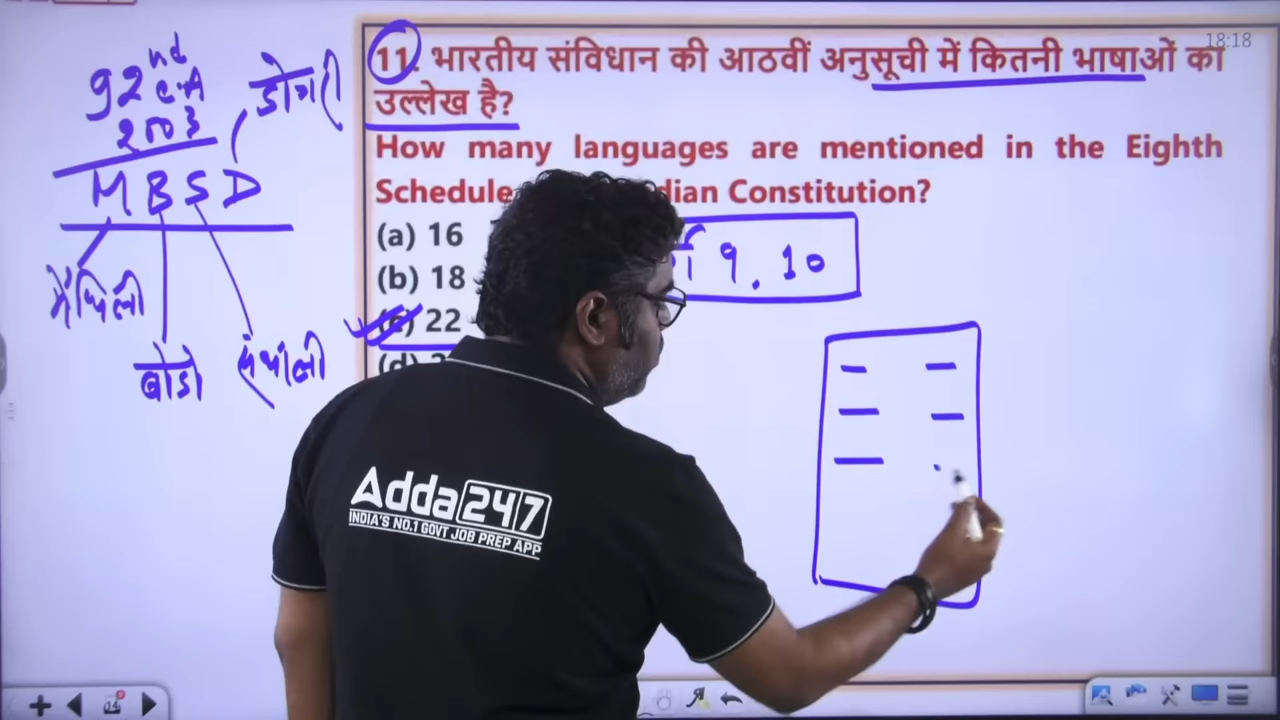 18:18
11. भारतीय संविधान की आठवीं अनुसूची में कितनी भाषाओं का
उल्लेख है?
How many languages are mentioned in the Eighth
Schedule dian Constitution?
(a) 16
(b) 18
(c) 22
(d)
92nd
CA
2003
डोगरी
M B S D
मैथिली
बोडो
संथाली
9, 10
Adda247
INDIA'S NO.1 GOVT JOB PREP APP
14